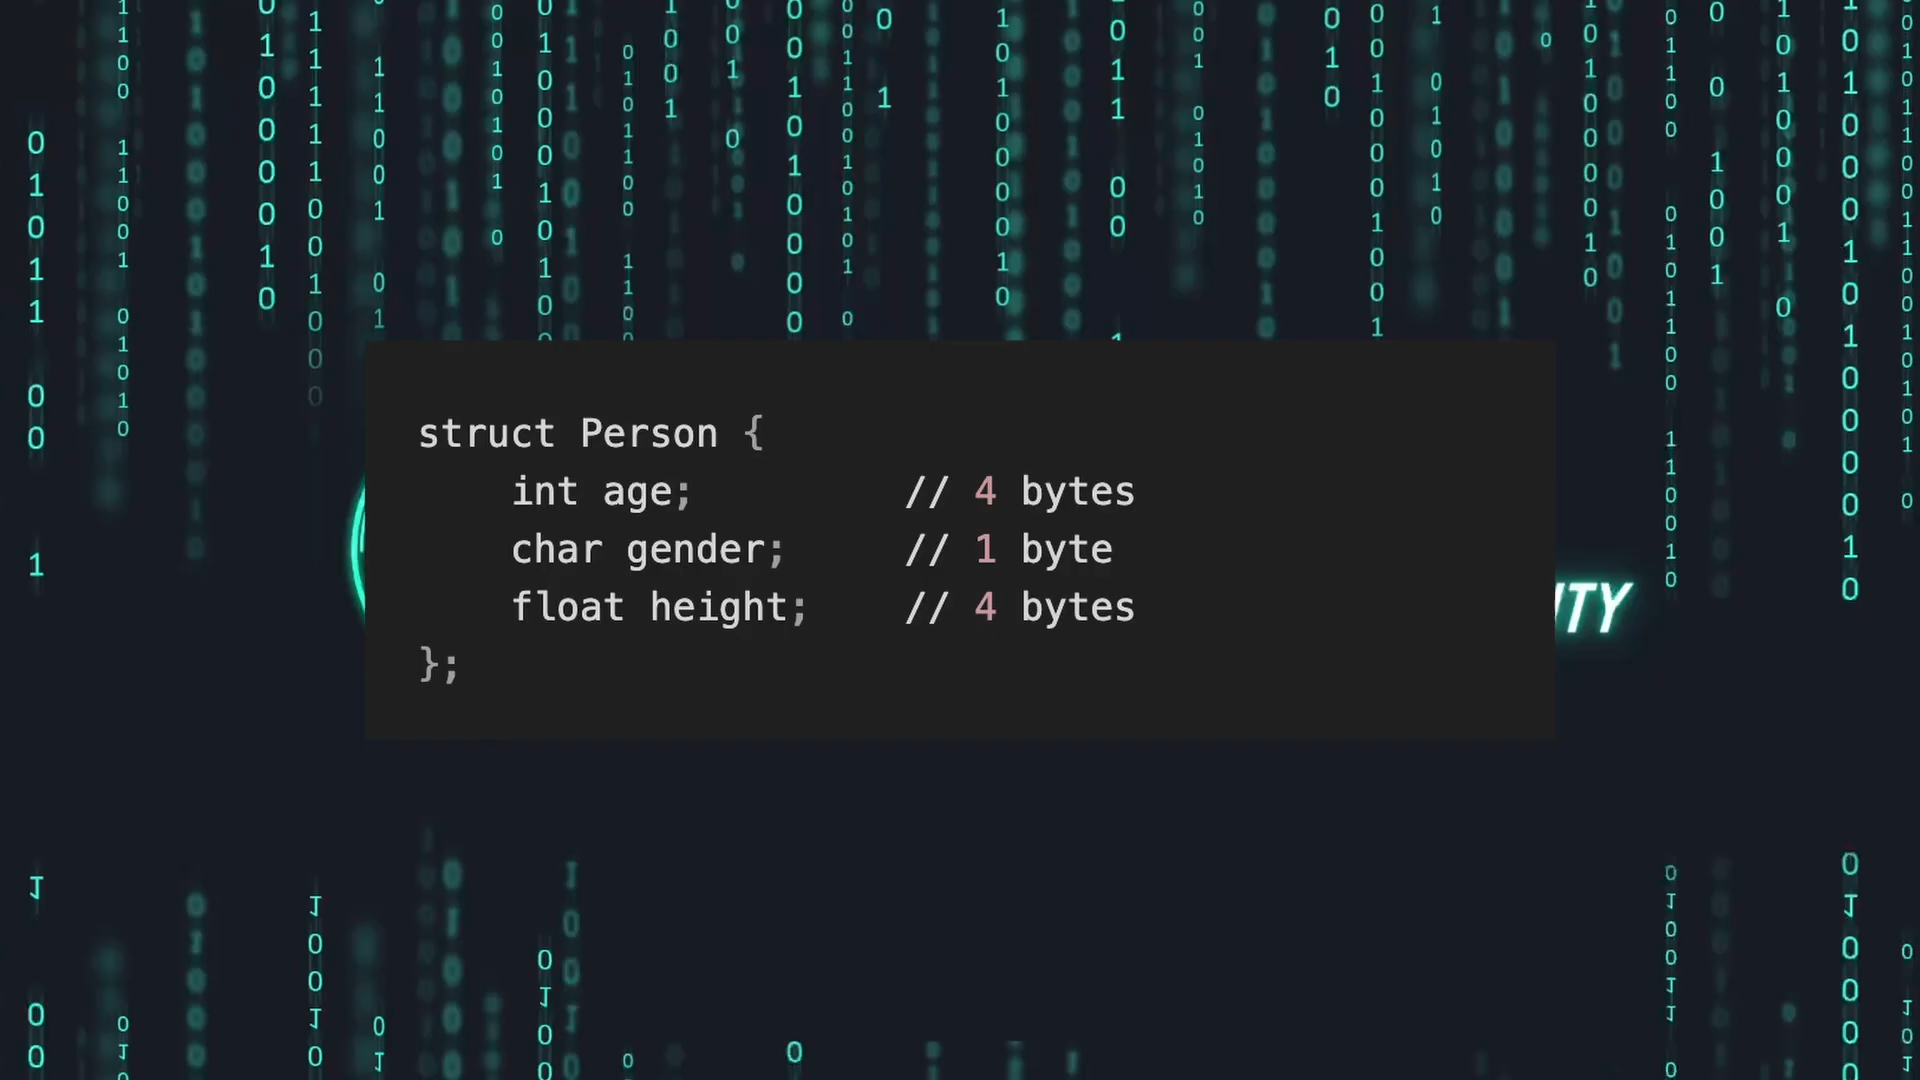 struct Person {
    int age;         // 4 bytes
    char gender;     // 1 byte
    float height;    // 4 bytes
};